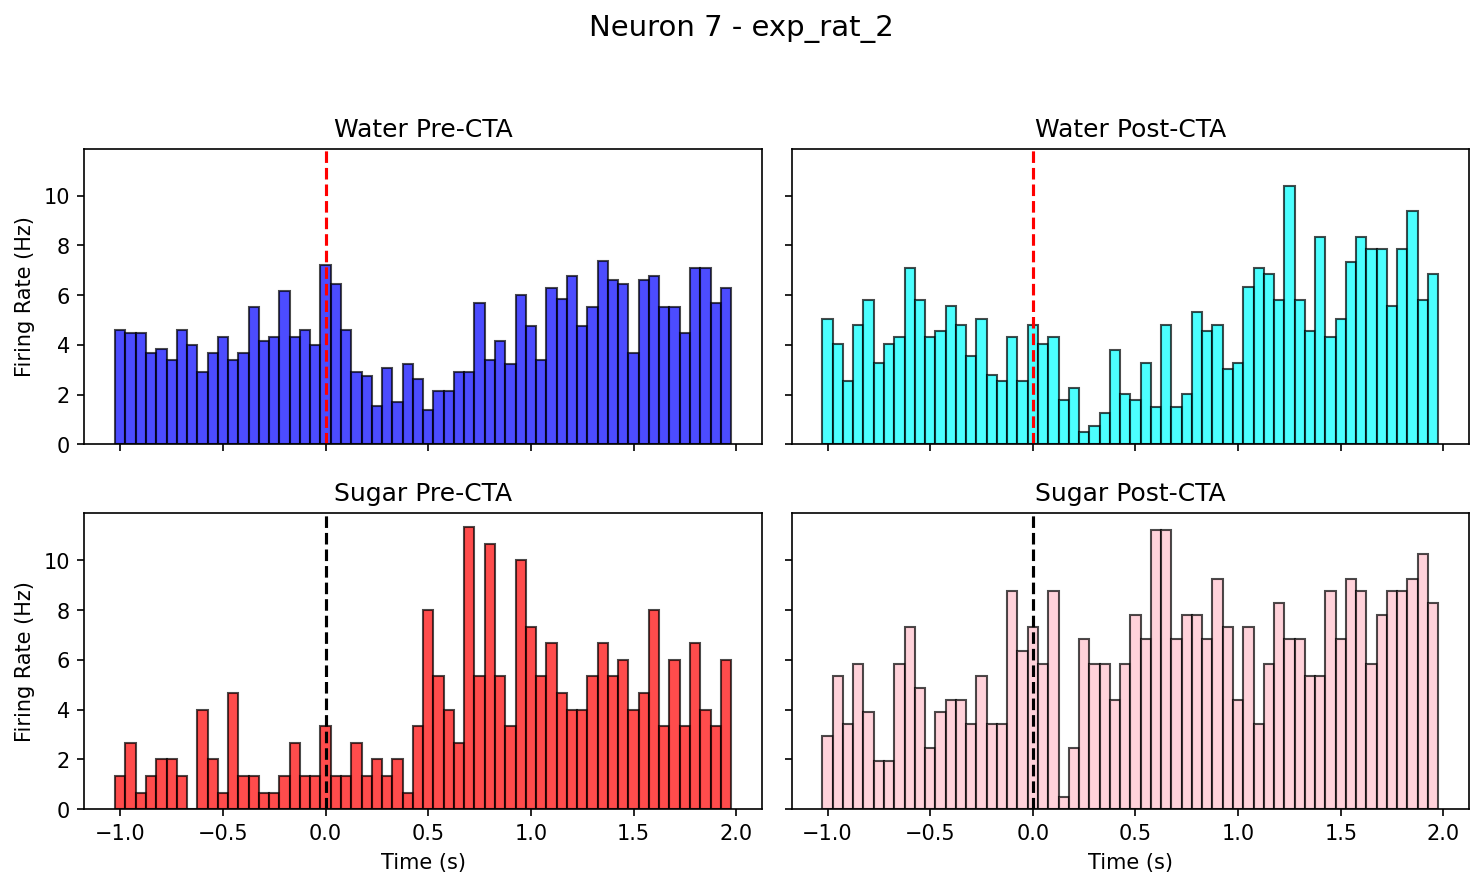 Neuron 7 - exp_rat_2
Water Pre-CTA
Water Post-CTA
Firing Rate (Hz)
10
8
6
4
2
0
Sugar Pre-CTA
Sugar Post-CTA
Firing Rate (Hz)
10
8
6
4
2
0
−1.0 −0.5 0.0 0.5 1.0 1.5 2.0
−1.0 −0.5 0.0 0.5 1.0 1.5 2.0
Time (s)
Time (s)